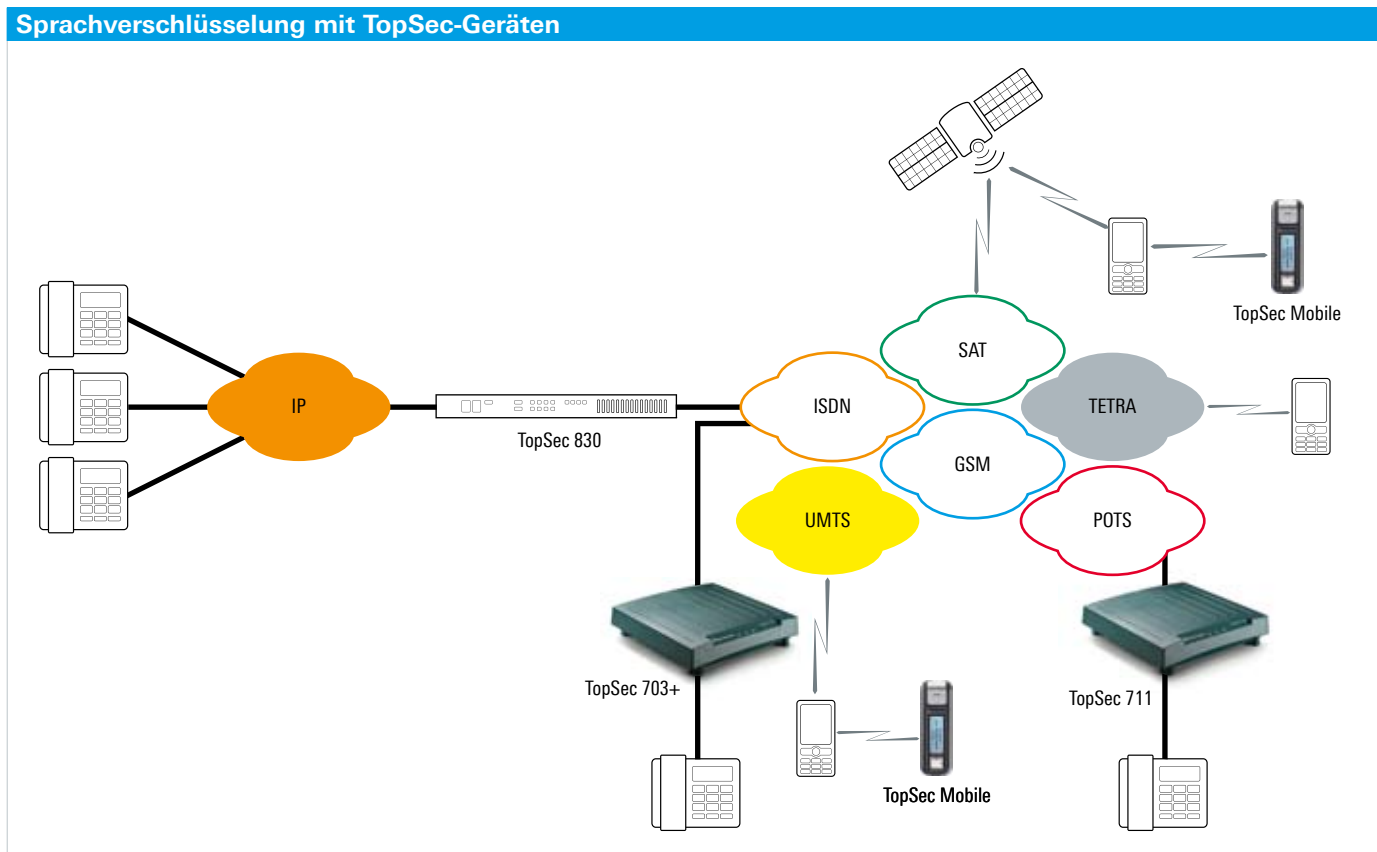 Sprachverschlüsselung mit TopSec-Geräten
TopSec Mobile
SAT
IP
ISDN
TETRA
TopSec 830
GSM
UMTS
POTS
TopSec 703+
TopSec 711
TopSec Mobile